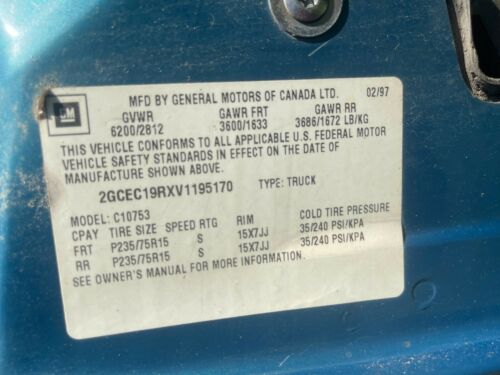 GM
MFD BY GENERAL MOTORS OF CANADA LTD. 02/97
GVWR GAWR FRT GAWR RR
6200/2812 3600/1633 3686/1672 LB/KG
THIS VEHICLE CONFORMS TO ALL APPLICABLE U.S. FEDERAL MOTOR
VEHICLE SAFETY STANDARDS IN EFFECT ON THE DATE OF
MANUFACTURE SHOWN ABOVE.
2GCEC19RXV1195170 TYPE: TRUCK
MODEL: C10753
CPAY TIRE SIZE SPEED RTG RIM COLD TIRE PRESSURE
FRT P235/75R15 S 15X7JJ 35/240 PSI/KPA
RR P235/75R15 S 15X7JJ 35/240 PSI/KPA
SEE OWNER'S MANUAL FOR MORE INFORMATION.